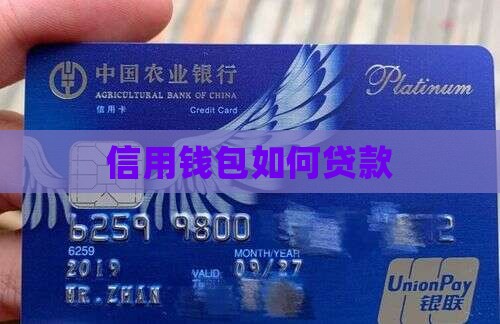 中国农业银行
AGRICULTURAL BANK OF CHINA
信用卡 Credit Card
Platinum
信用钱包如何贷款
6259 9800 2
6259
MONTH/YEAR
2019 VALID 09/27
MR.ZHAN
UnionPay
银联